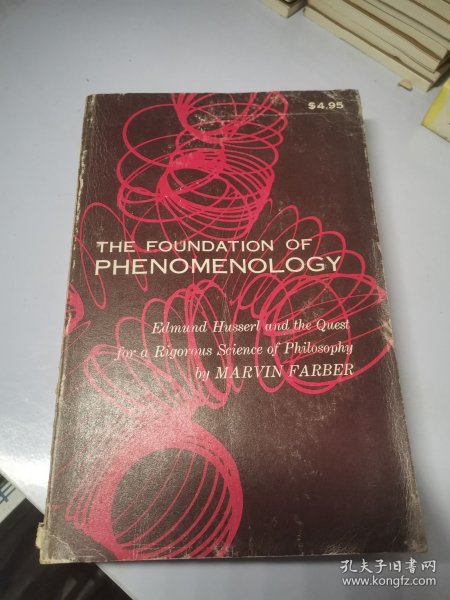 $4.95
THE FOUNDATION OF
PHENOMENOLOGY
Edmund Husserl and the Quest
for a Rigorous Science of Philosophy
by MARVIN FARBER
孔夫子旧书网
www.kongfz.com